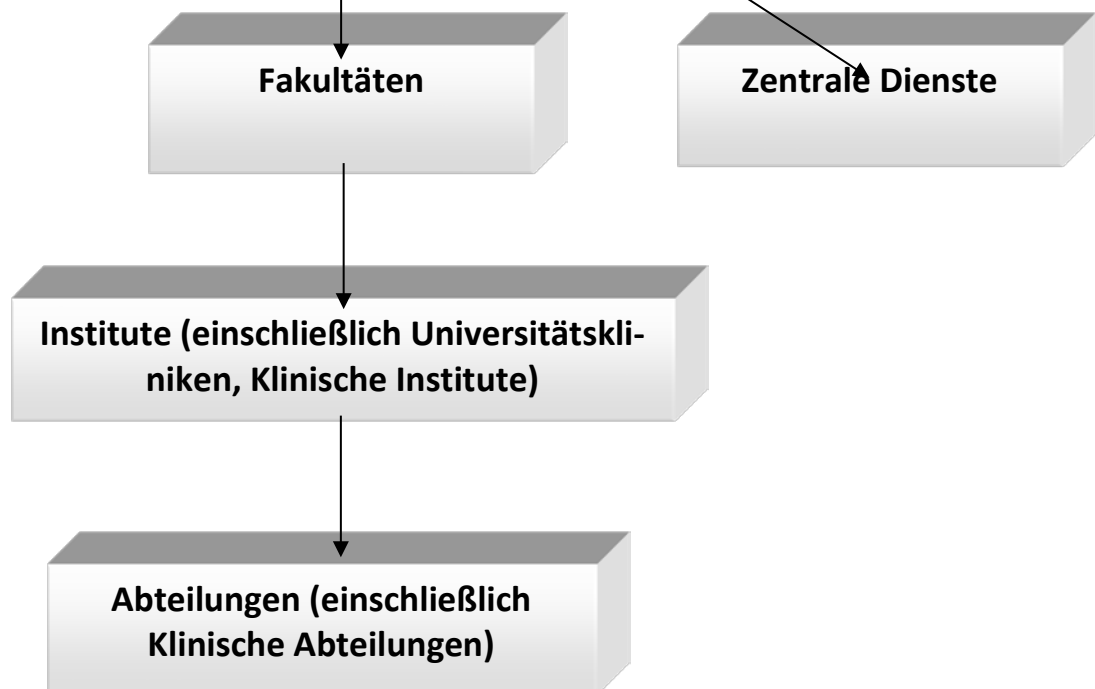 Fakultäten
Zentrale Dienste
Institute (einschließlich Universitätskli-
niken, Klinische Institute)
Abteilungen (einschließlich
Klinische Abteilungen)